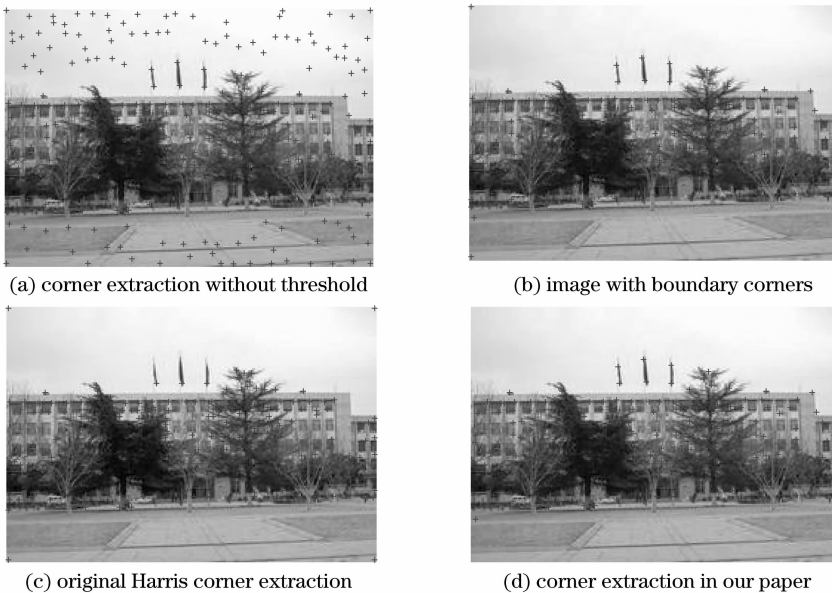 (a) corner extraction without threshold
(b) image with boundary corners
(c) original Harris corner extraction
(d) corner extraction in our paper